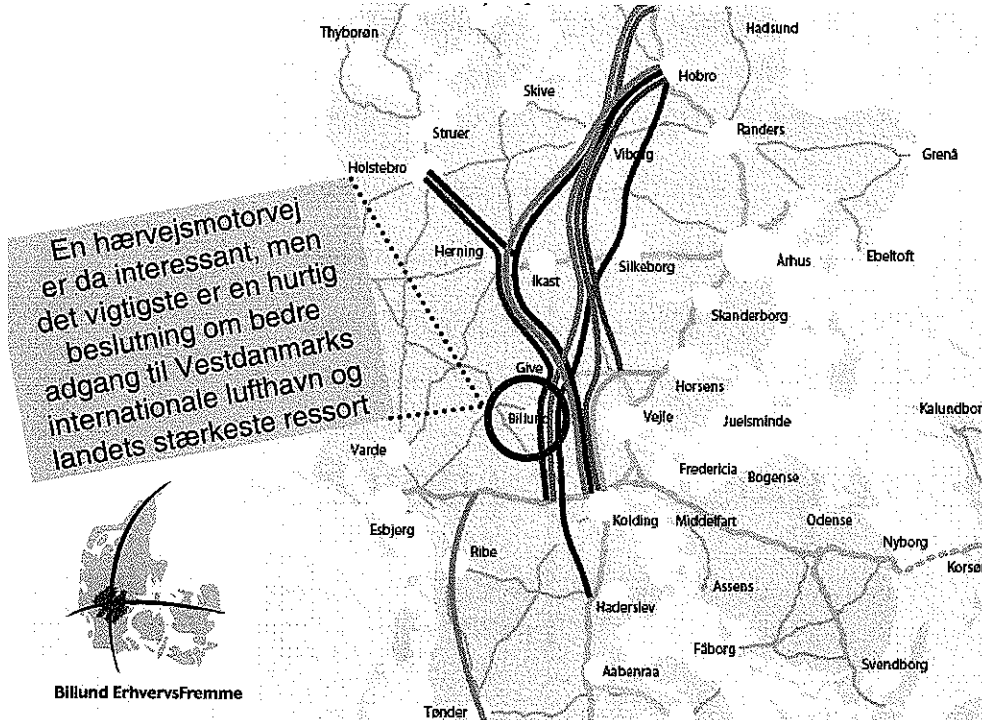 Thyborøn
Hadsund
Hobro
Skive
Struer
Randers
Viborg
Grenå
Holstebro
En hærvejsmotorvej
er da interessant, men
det vigtigste er en hurtig
beslutning om bedre
adgang til Vestdanmarks
internationale lufthavn og
landets stærkeste ressort
Herning
Ikast
Silkeborg
Århus
Ebeltoft
Skanderborg
Give
Horsens
Billund
Vejle
Juelsminde
Kalundbor
Varde
Fredericia
Bogense
Esbjerg
Kolding
Middelfart
Odense
Nyborg
Ribe
Korsør
Assens
Haderslev
Fåborg
Svendborg
Aabenraa
Tønder
Billund ErhvervsFremme